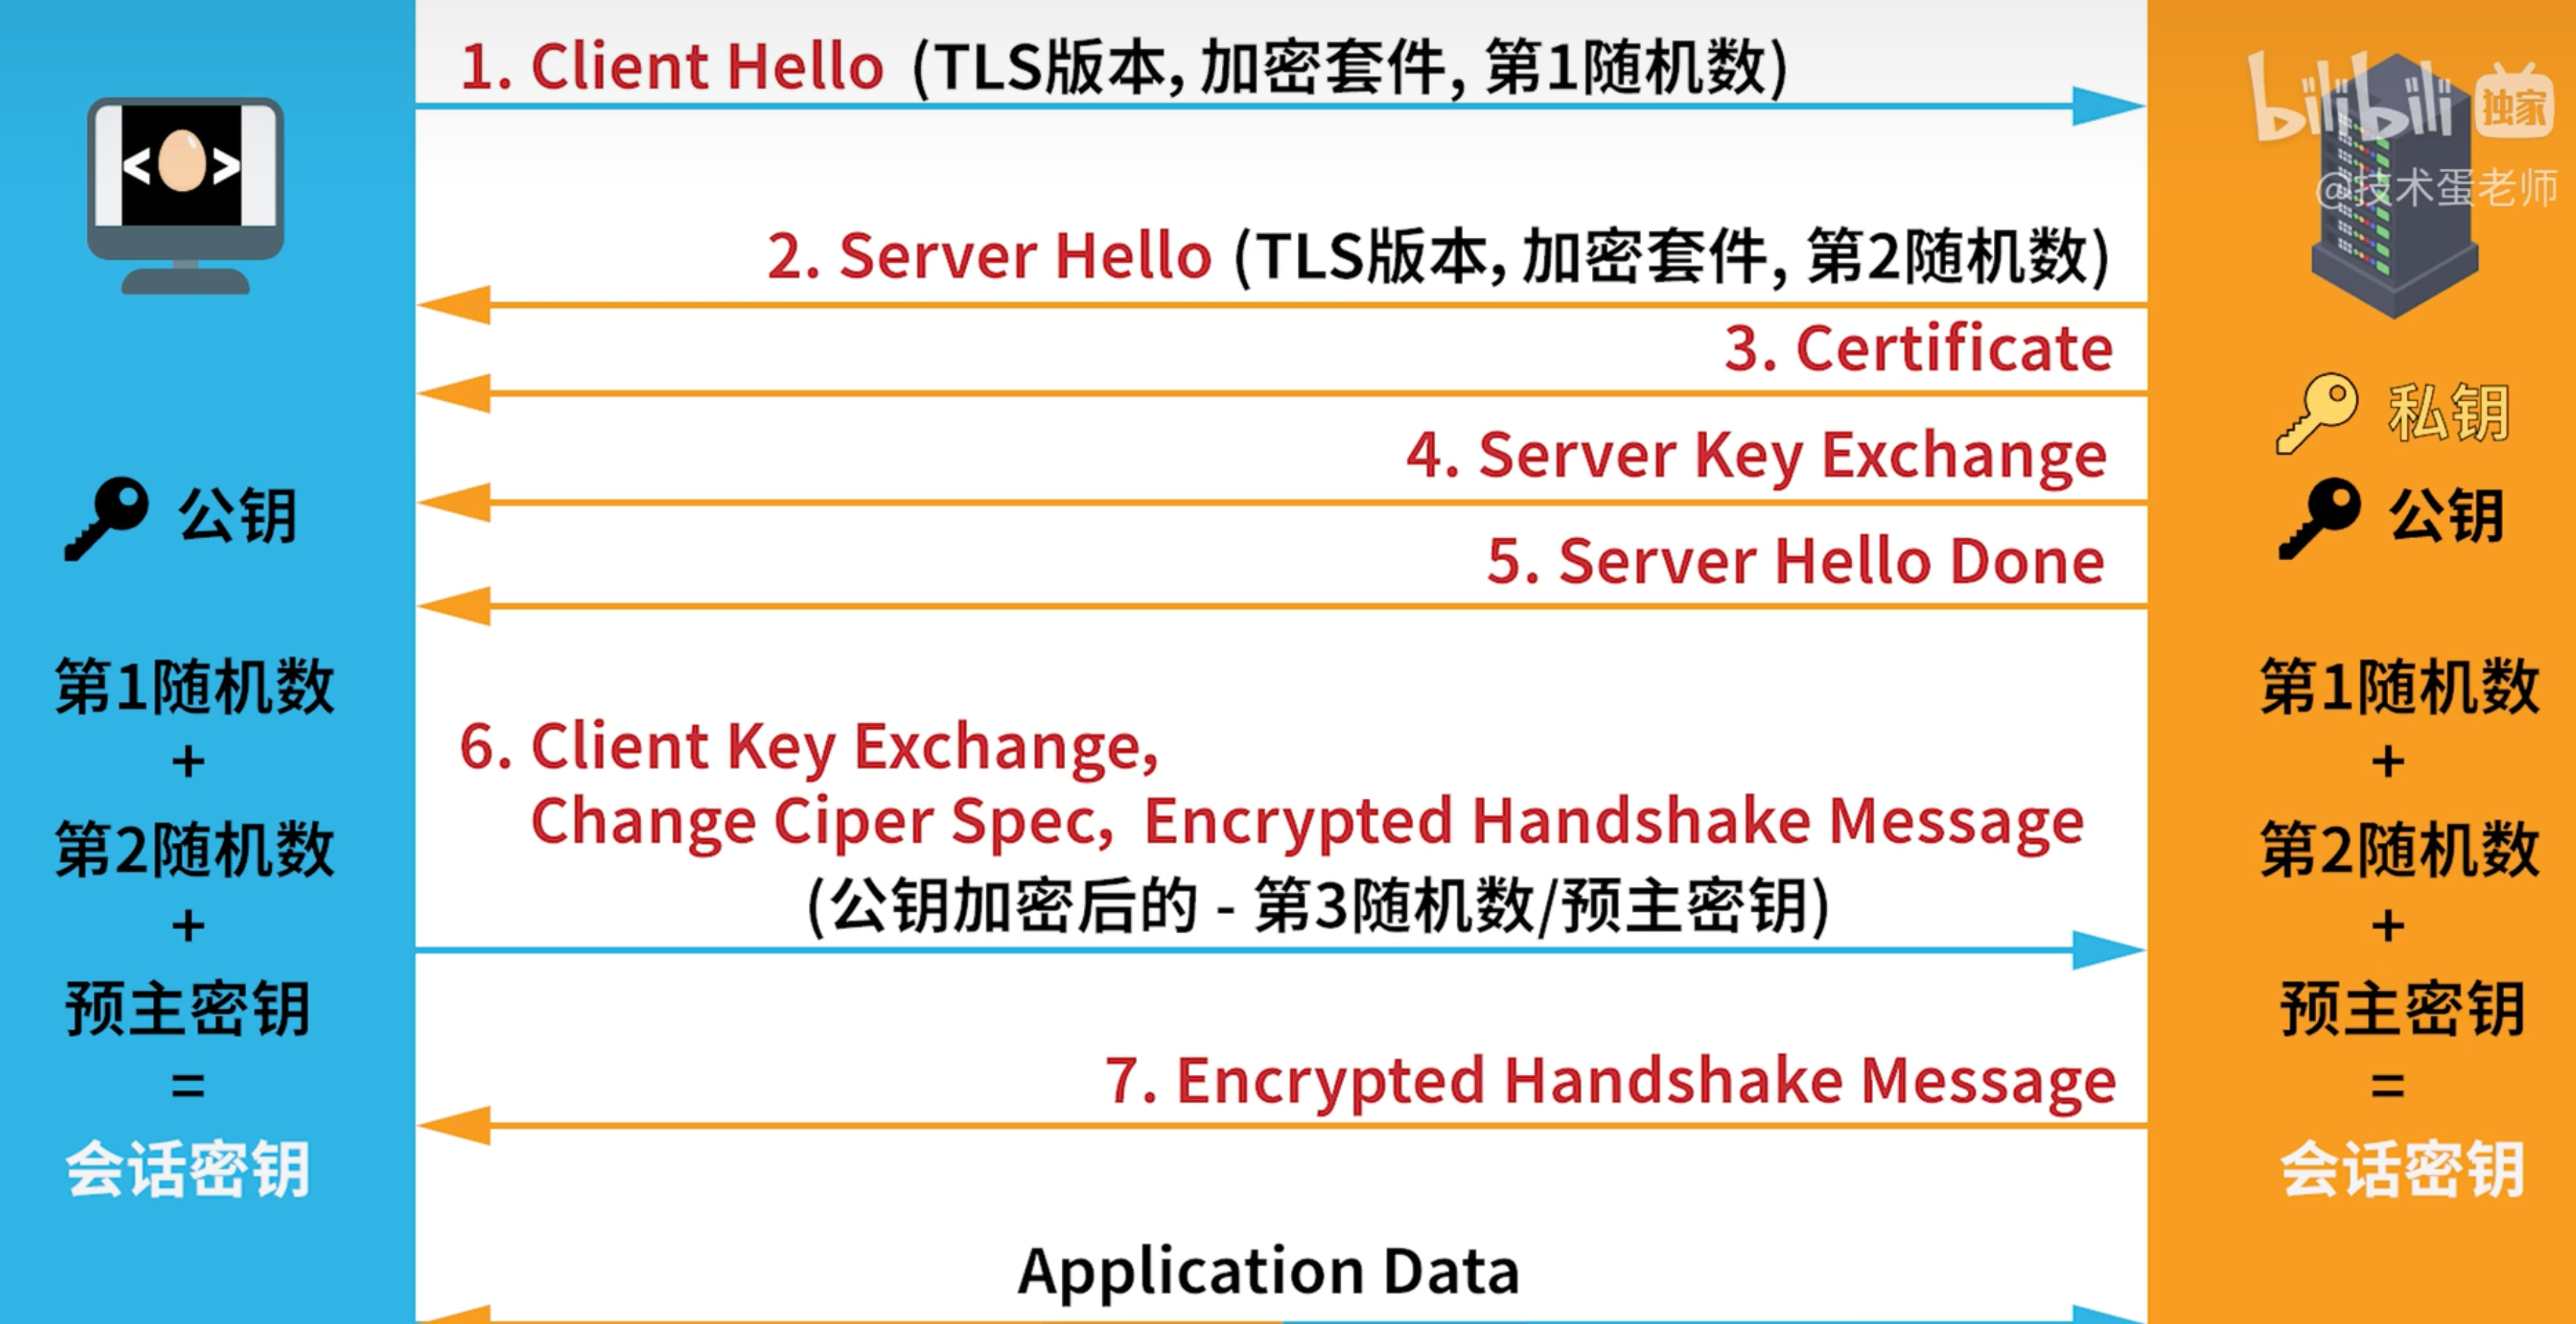 1. Client Hello (TLS版本, 加密套件, 第1随机数)
bilibili 独家
@技术蛋老师
< >
2. Server Hello (TLS版本, 加密套件, 第2随机数)
3. Certificate
私钥
4. Server Key Exchange
公钥
公钥
5. Server Hello Done
第1随机数
+
第2随机数
+
预主密钥
=
会话密钥
6. Client Key Exchange,
Change Ciper Spec, Encrypted Handshake Message
(公钥加密后的 - 第3随机数/预主密钥)
7. Encrypted Handshake Message
Application Data
第1随机数
+
第2随机数
+
预主密钥
=
会话密钥